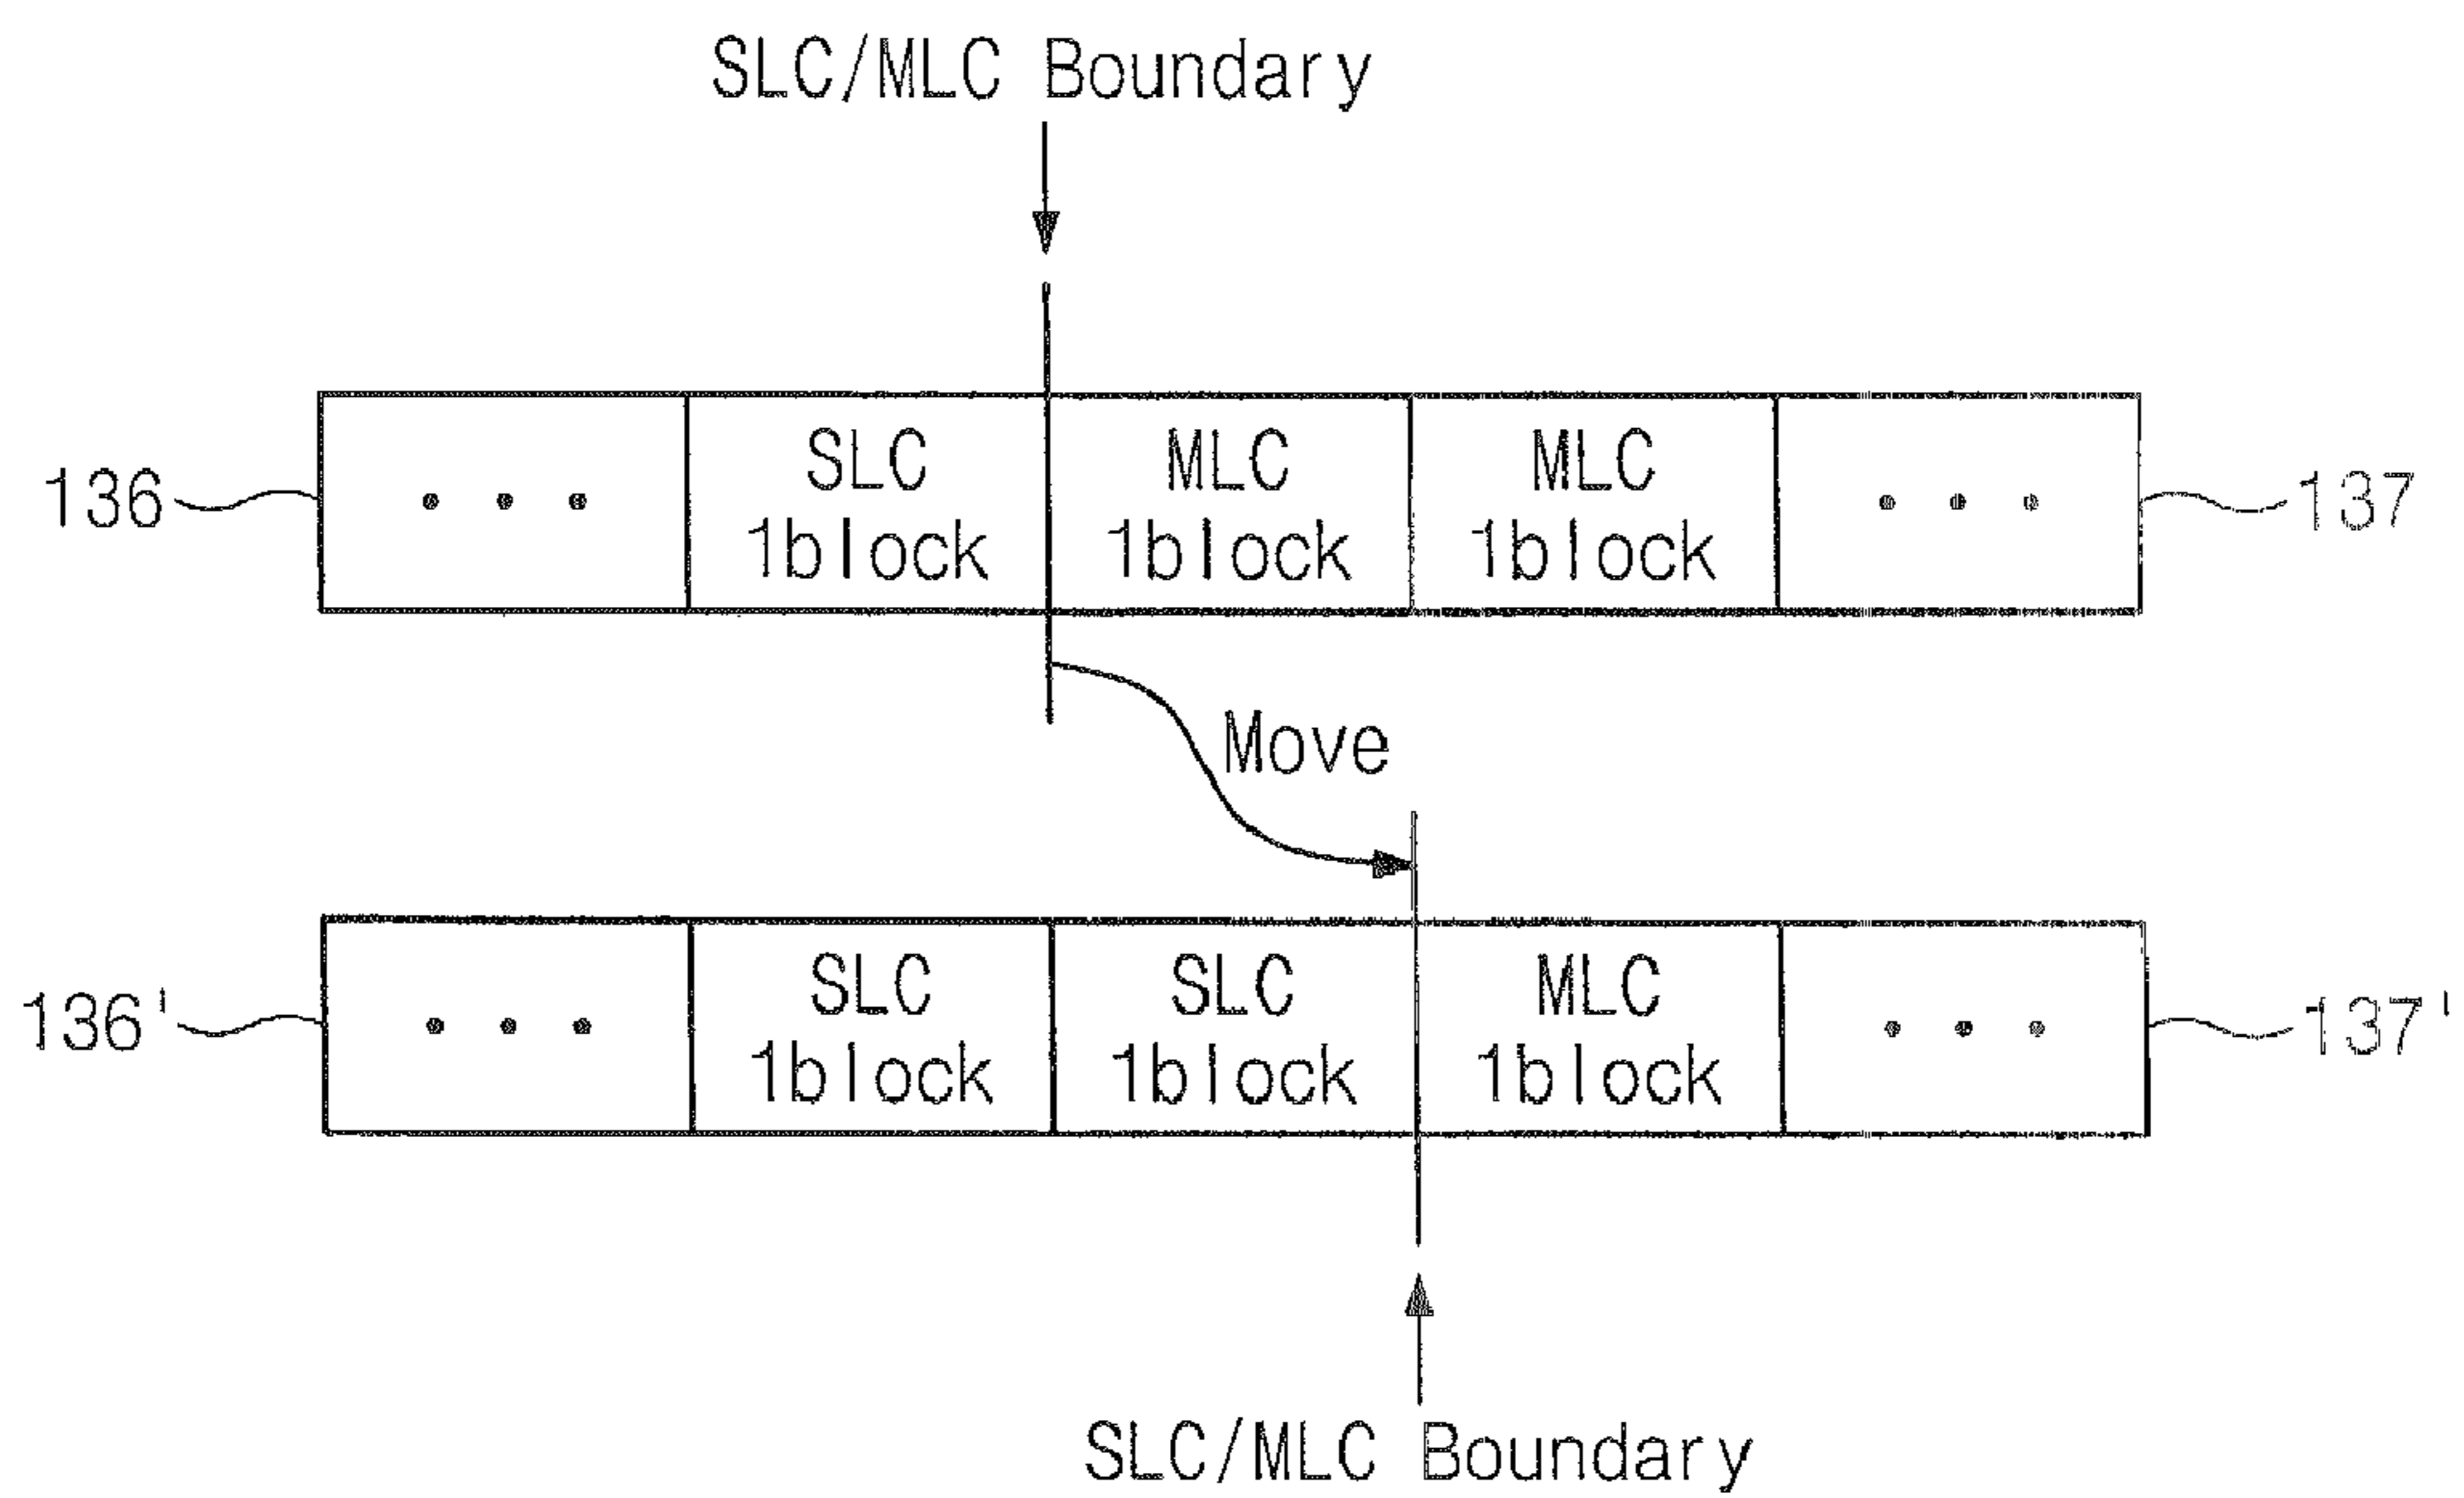 SLC/MLC Boundary
136
• • •
SLC
1block
MLC
1block
MLC
1block
• • •
137
Move
136'
• • •
SLC
1block
SLC
1block
MLC
1block
• • •
137'
SLC/MLC Boundary